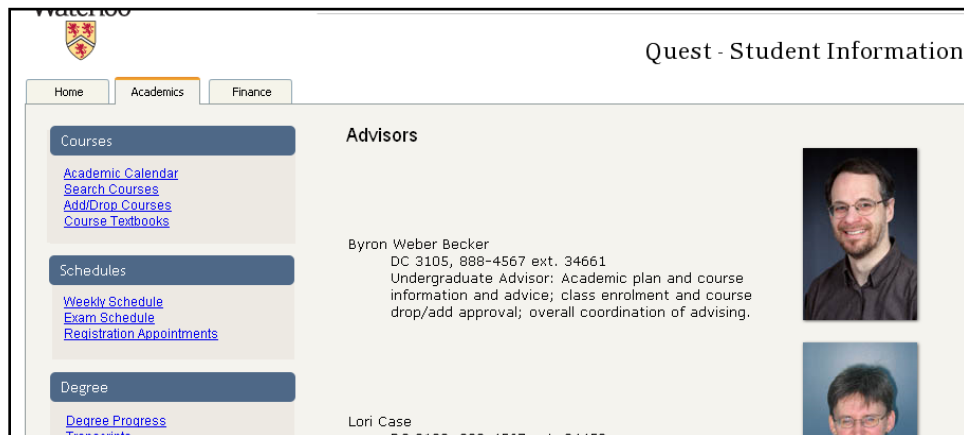 Waterloo
Quest - Student Information
Home Academics Finance
Courses
Academic Calendar
Search Courses
Add/Drop Courses
Course Textbooks
Schedules
Weekly Schedule
Exam Schedule
Registration Appointments
Degree
Degree Progress
Transcripts
Advisors
Byron Weber Becker
DC 3105, 888-4567 ext. 34661
Undergraduate Advisor: Academic plan and course
information and advice; class enrolment and course
drop/add approval; overall coordination of advising.
Lori Case